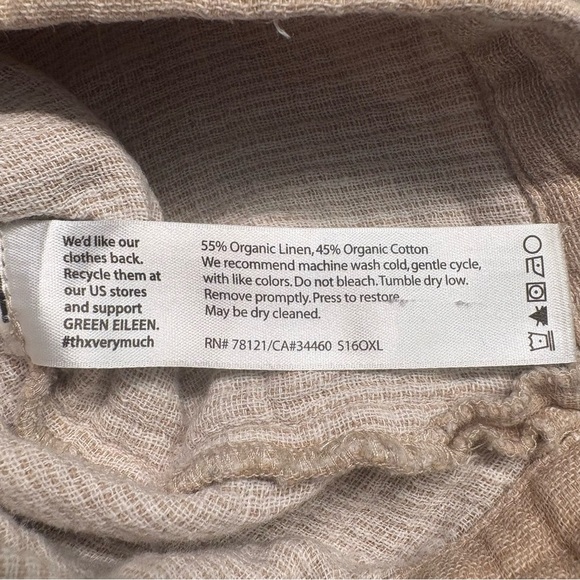 We'd like our
clothes back.
Recycle them at
our US stores
and support
GREEN EILEEN.
#thxverymuch
55% Organic Linen, 45% Organic Cotton
We recommend machine wash cold, gentle cycle,
with like colors. Do not bleach. Tumble dry low.
Remove promptly. Press to restore.
May be dry cleaned.
RN# 78121/CA#34460 S16OXL